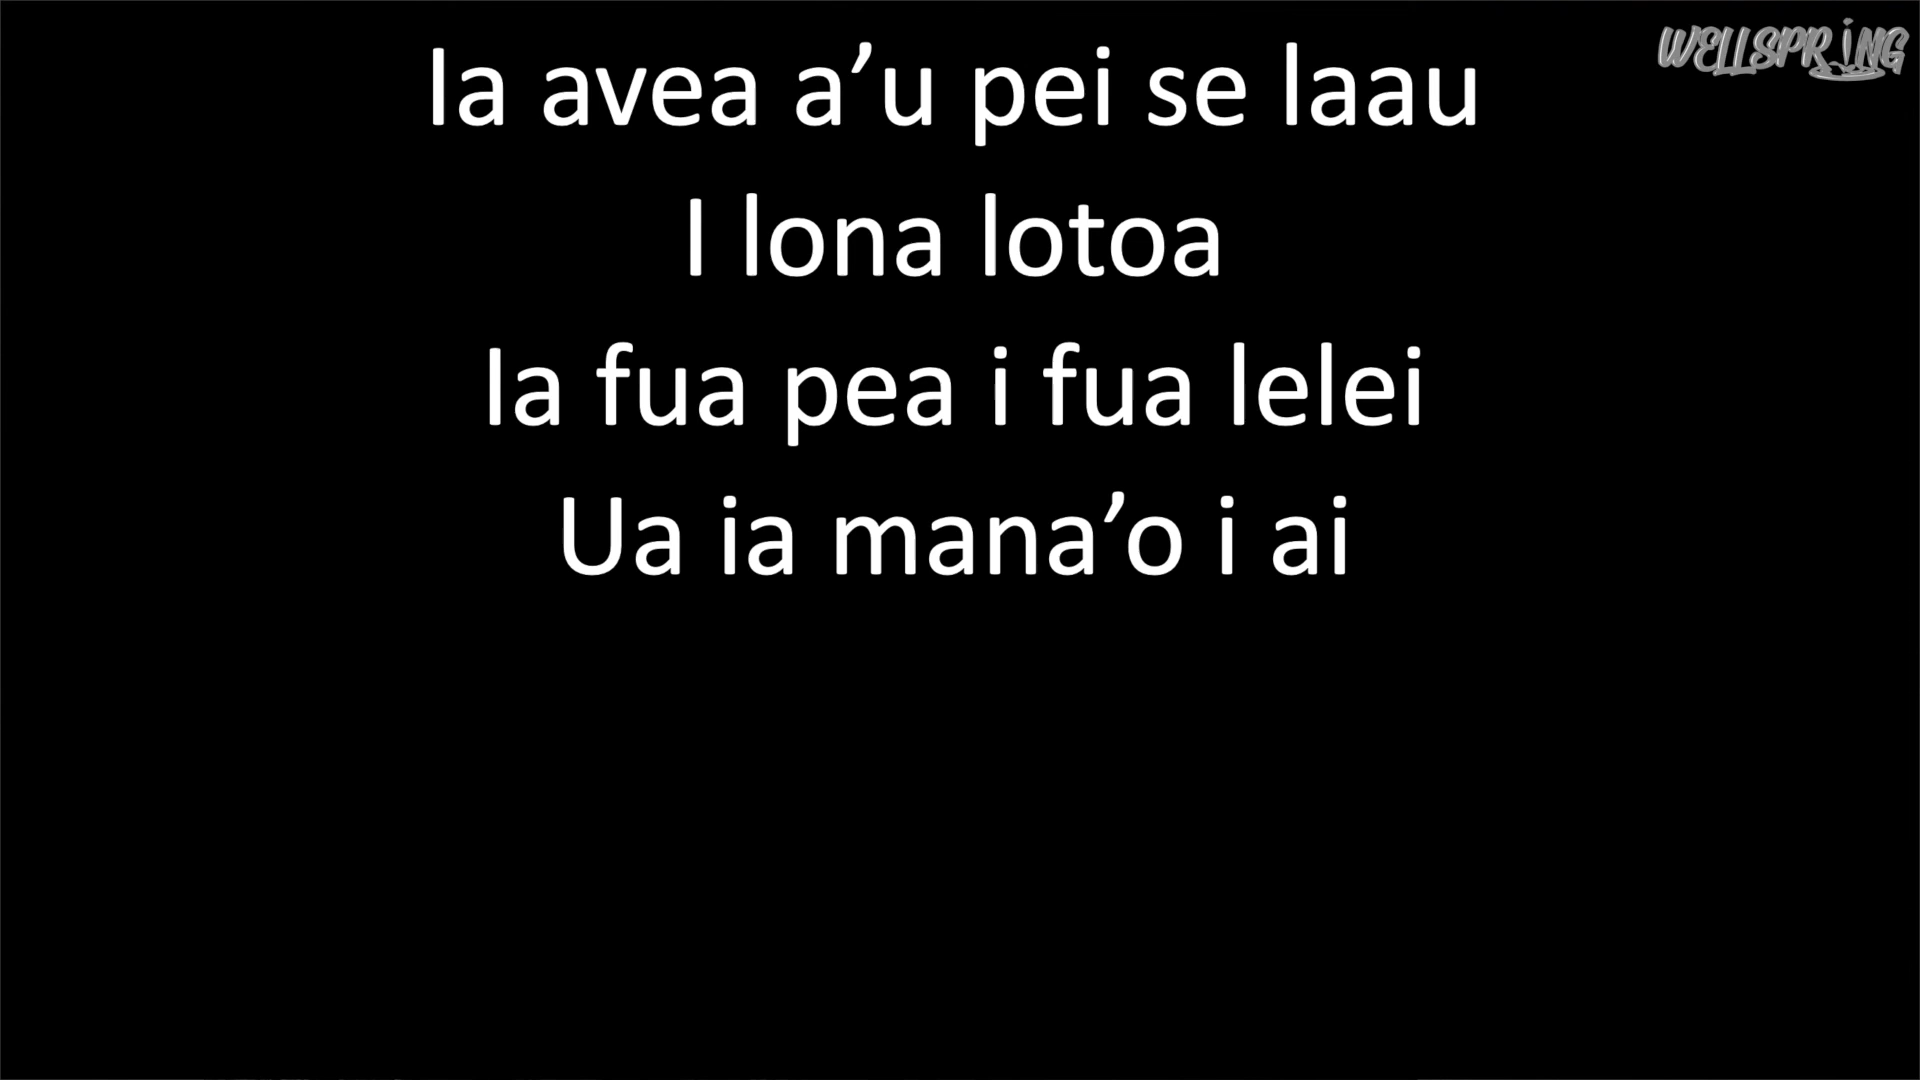 WELLSPRING
Ia avea a’u pei se laau
I lona lotoa
Ia fua pea i fua lelei
Ua ia mana’o i ai